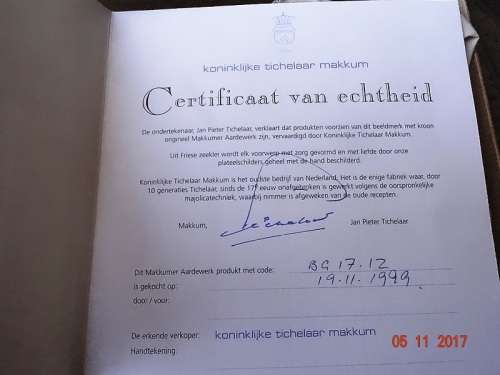 koninklijke tichelaar makkum
Certificaat van echtheid
De ondertekenaar, Jan Pieter Tichelaar, verklaart dat produkten voorzien van dit beeldmerk met kroon
origineel Makkumer Aardewerk zijn, vervaardigd door Koninklijke Tichelaar Makkum.
Uit Friese zeeklei wordt elk voorwerp met zorg gevormd en met liefde door onze
plateelschilders geheel met de hand beschilderd.
Koninklijke Tichelaar Makkum is het oudste bedrijf van Nederland. Het is de enige fabriek waar, door
10 generaties Tichelaar, sinds de 17e eeuw onafgebroken is gewerkt volgens de oorspronkelijke
majolicatechniek, waarbij nimmer is afgeweken van de oude recepten.
Makkum, Jan Pieter Tichelaar
Dit Makkumer Aardewerk produkt met code: BG 17.12
is gekocht op: 19.11.1999
door / voor:
De erkende verkoper: koninklijke tichelaar makkum
Handtekening:
05 11 2017